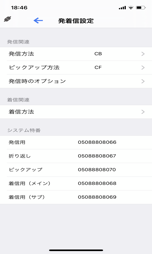 18:46
発着信設定
発信関連
発信方法 CB
ピックアップ方法 CF
発信時のオプション
着信関連
着信方法
システム特番
発信用 05088808066
折り返し 05088808067
ピックアップ 05088808070
着信用（メイン） 05088808068
着信用（サブ） 05088808069